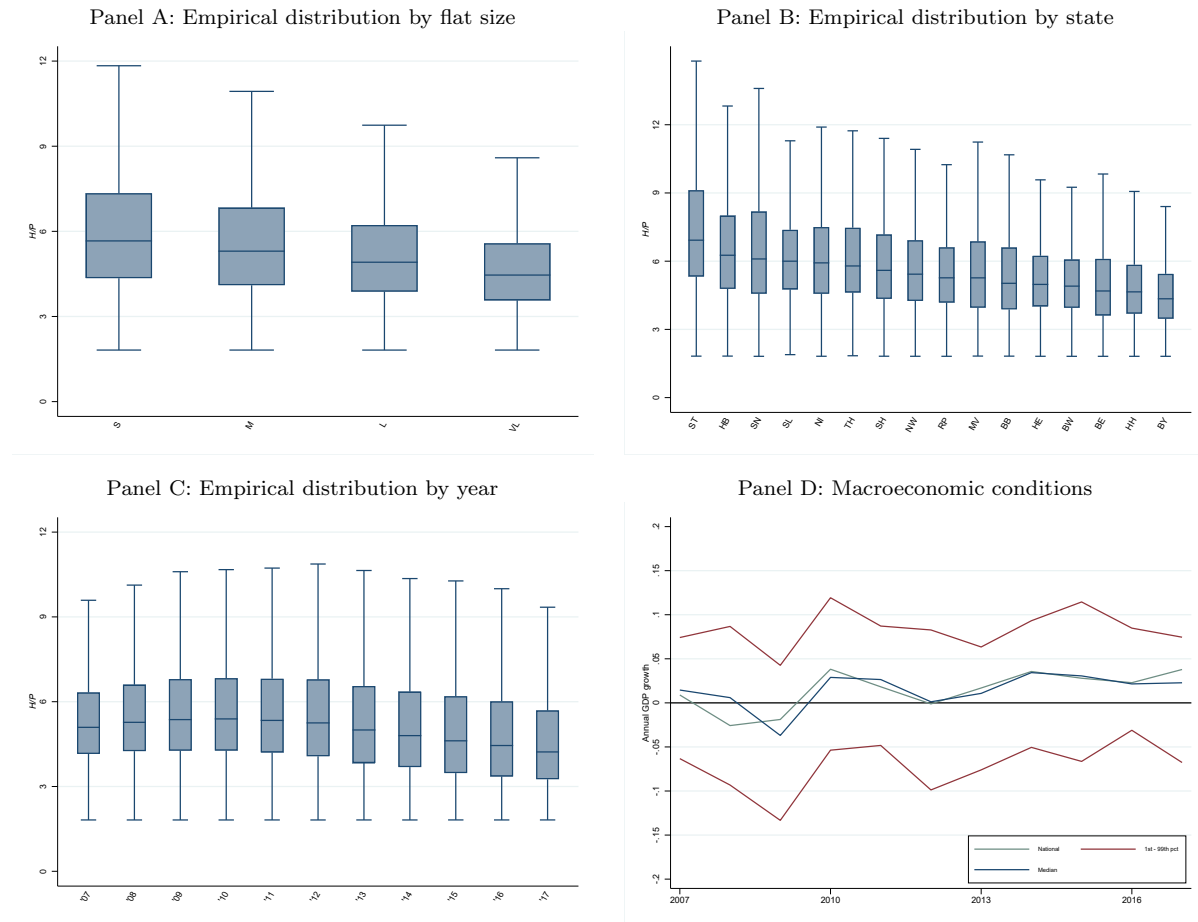 Panel A: Empirical distribution by flat size
12
9
6
3
0
H/P
S M L VL
Panel B: Empirical distribution by state
12
9
6
3
0
H/P
ST HB SN SL NI TH SH NW RP MV BB HE BW BE HH BY
Panel C: Empirical distribution by year
12
9
6
3
0
H/P
'07 '08 '09 '10 '11 '12 '13 '14 '15 '16 '17
Panel D: Macroeconomic conditions
.2
.15
.1
.05
0
-.05
-.1
-.15
-.2
Annual GDP growth
2007 2010 2013 2016
National 1st - 99th pct
Median